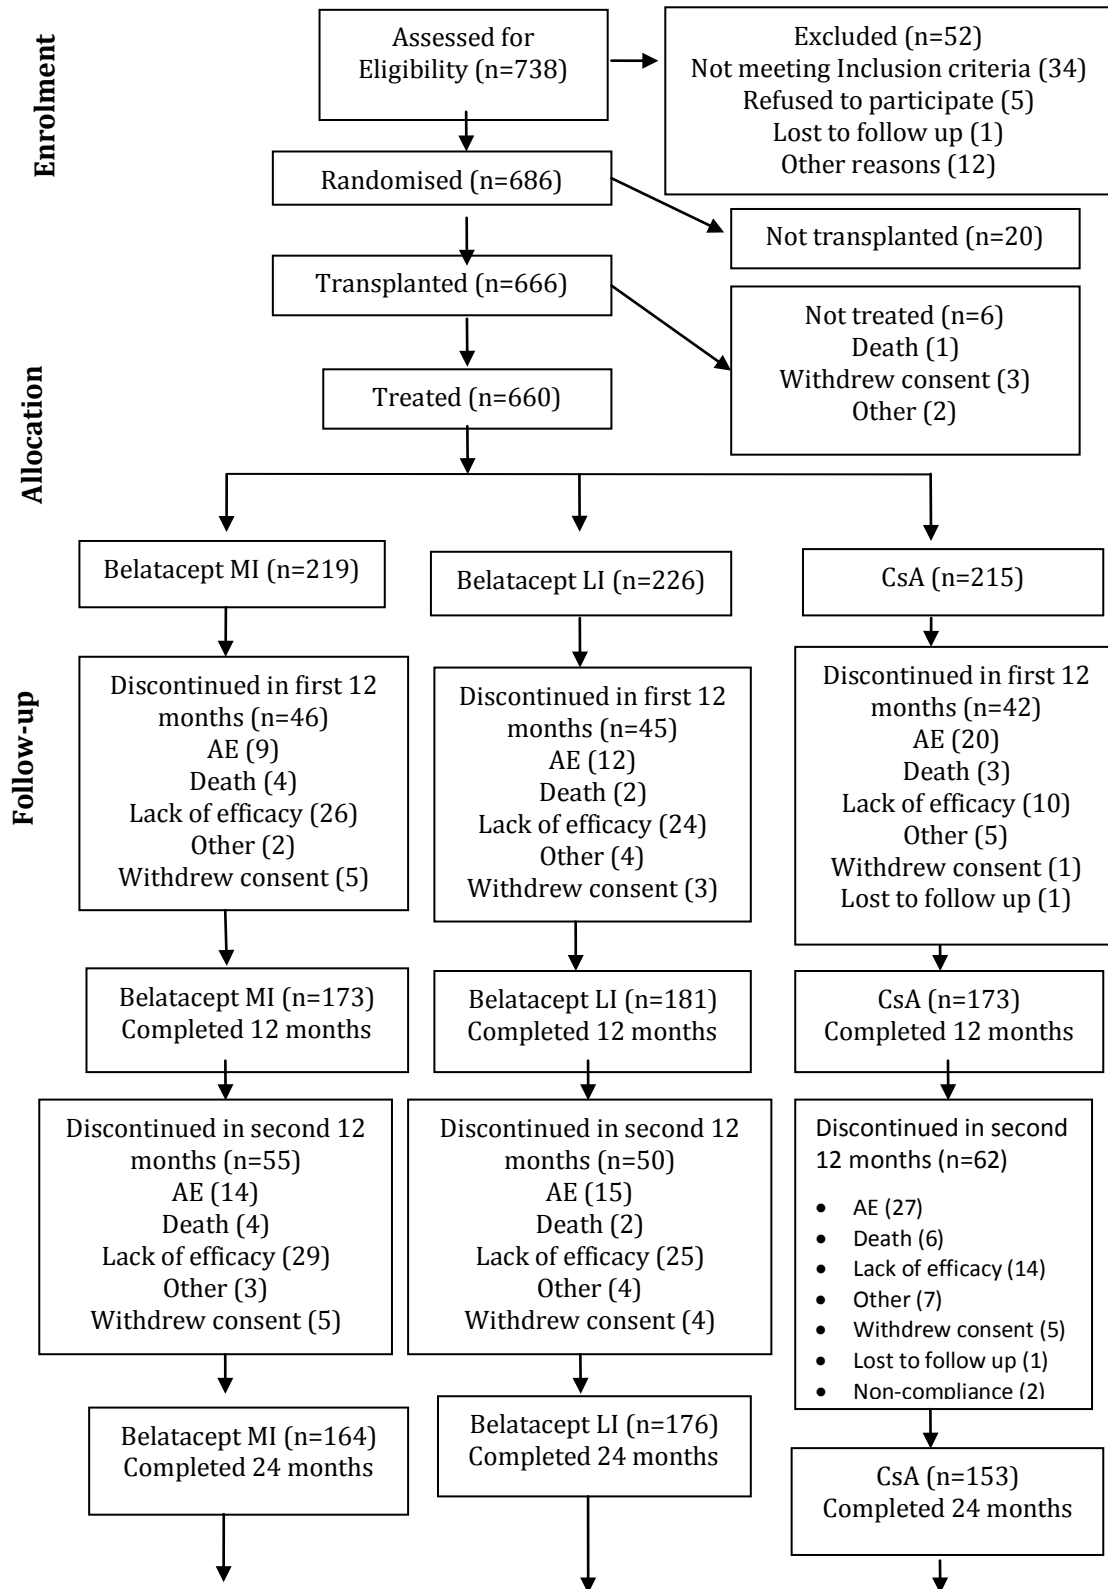 Enrolment
Assessed for
Eligibility (n=738)
Excluded (n=52)
Not meeting Inclusion criteria (34)
Refused to participate (5)
Lost to follow up (1)
Other reasons (12)
Randomised (n=686)
Not transplanted (n=20)
Transplanted (n=666)
Not treated (n=6)
Death (1)
Withdrew consent (3)
Other (2)
Allocation
Treated (n=660)
Belatacept MI (n=219)
Belatacept LI (n=226)
CsA (n=215)
Follow-up
Discontinued in first 12
months (n=46)
AE (9)
Death (4)
Lack of efficacy (26)
Other (2)
Withdrew consent (5)
Discontinued in first 12
months (n=45)
AE (12)
Death (2)
Lack of efficacy (24)
Other (4)
Withdrew consent (3)
Discontinued in first 12
months (n=42)
AE (20)
Death (3)
Lack of efficacy (10)
Other (5)
Withdrew consent (1)
Lost to follow up (1)
Belatacept MI (n=173)
Completed 12 months
Belatacept LI (n=181)
Completed 12 months
CsA (n=173)
Completed 12 months
Discontinued in second 12
months (n=55)
AE (14)
Death (4)
Lack of efficacy (29)
Other (3)
Withdrew consent (5)
Discontinued in second 12
months (n=50)
AE (15)
Death (2)
Lack of efficacy (25)
Other (4)
Withdrew consent (4)
Discontinued in second
12 months (n=62)
• AE (27)
• Death (6)
• Lack of efficacy (14)
• Other (7)
• Withdrew consent (5)
• Lost to follow up (1)
• Non-compliance (2)
Belatacept MI (n=164)
Completed 24 months
Belatacept LI (n=176)
Completed 24 months
CsA (n=153)
Completed 24 months